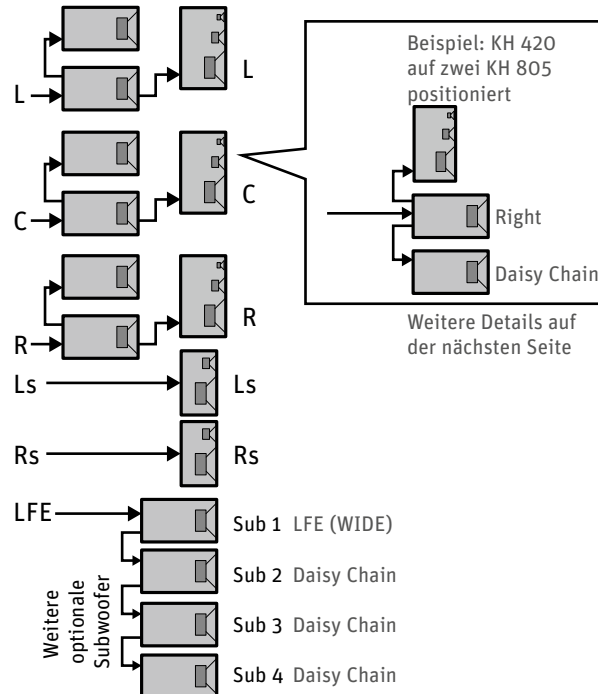 Beispiel: KH 420
auf zwei KH 805
positioniert
L
L
C
C
Right
Daisy Chain
R
R
Weitere Details auf
der nächsten Seite
Ls
Ls
Rs
Rs
LFE
Sub 1 LFE (WIDE)
Sub 2 Daisy Chain
Sub 3 Daisy Chain
Sub 4 Daisy Chain
Weitere
optionale
Subwoofer